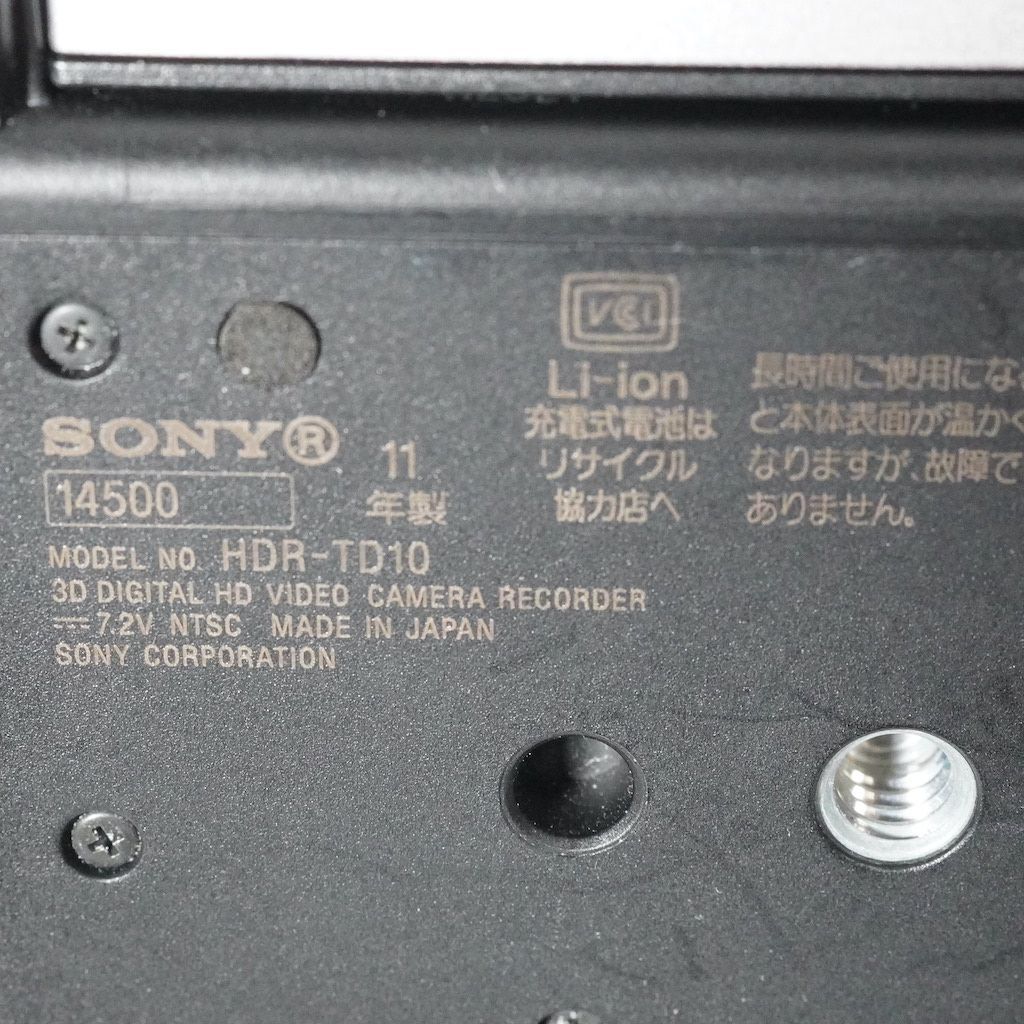 VCCI
Li-ion
充電式電池は
リサイクル
協力店へ
長時間ご使用になる
と本体表面が温かく
なりますが、故障で
ありません。
SONY®
11
年製
14500
MODEL NO. HDR-TD10
3D DIGITAL HD VIDEO CAMERA RECORDER
⎓ 7.2V NTSC MADE IN JAPAN
SONY CORPORATION